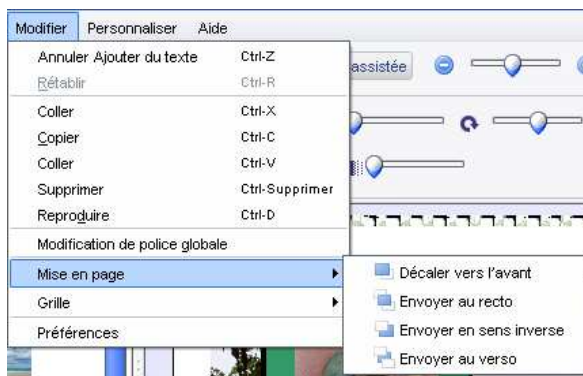 Modifier Personnaliser Aide
assistée
Annuler Ajouter du texte Ctrl-Z
Rétablir Ctrl-R
Coller Ctrl-X
Copier Ctrl-C
Coller Ctrl-V
Supprimer Ctrl-Supprimer
Reproduire Ctrl-D
Modification de police globale
Mise en page
Grille
Préférences
Décaler vers l'avant
Envoyer au recto
Envoyer en sens inverse
Envoyer au verso